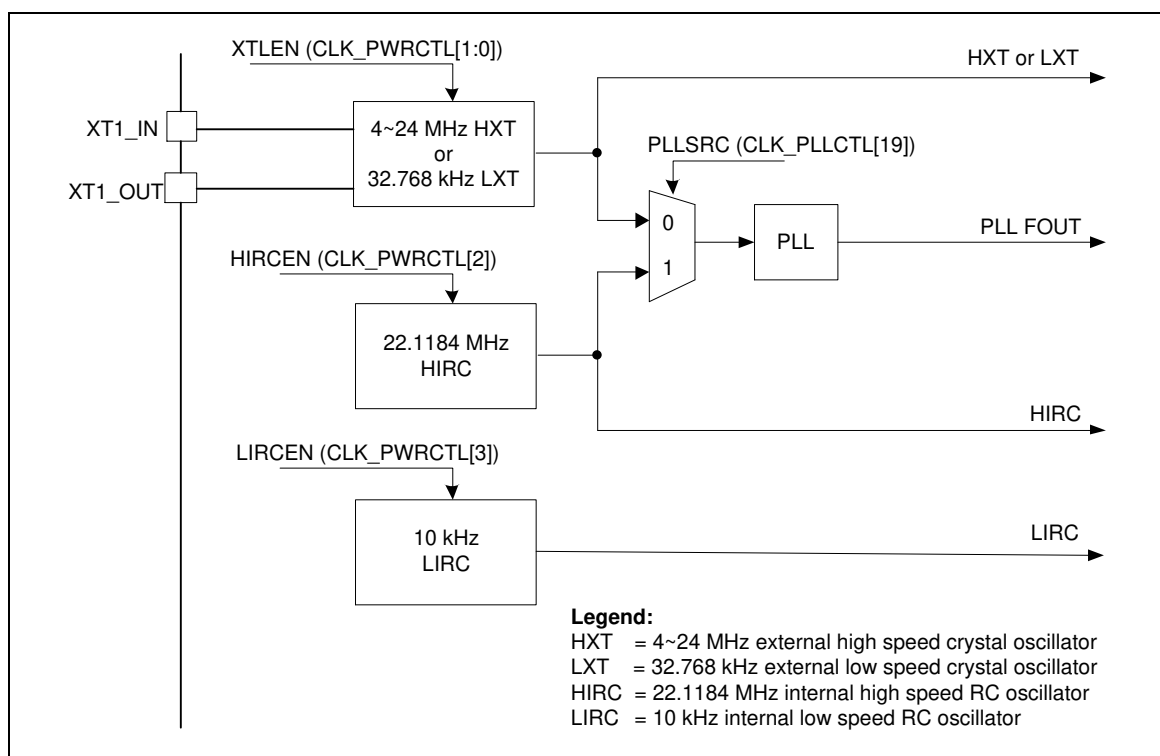 XTLEN (CLK_PWRCTL[1:0])
HXT or LXT
XT1_IN
4~24 MHz HXT
or
32.768 kHz LXT
PLLSRC (CLK_PLLCTL[19])
XT1_OUT
0
1
PLL
PLL FOUT
HIRCEN (CLK_PWRCTL[2])
22.1184 MHz
HIRC
HIRC
LIRCEN (CLK_PWRCTL[3])
10 kHz
LIRC
LIRC
Legend:
HXT = 4~24 MHz external high speed crystal oscillator
LXT = 32.768 kHz external low speed crystal oscillator
HIRC = 22.1184 MHz internal high speed RC oscillator
LIRC = 10 kHz internal low speed RC oscillator